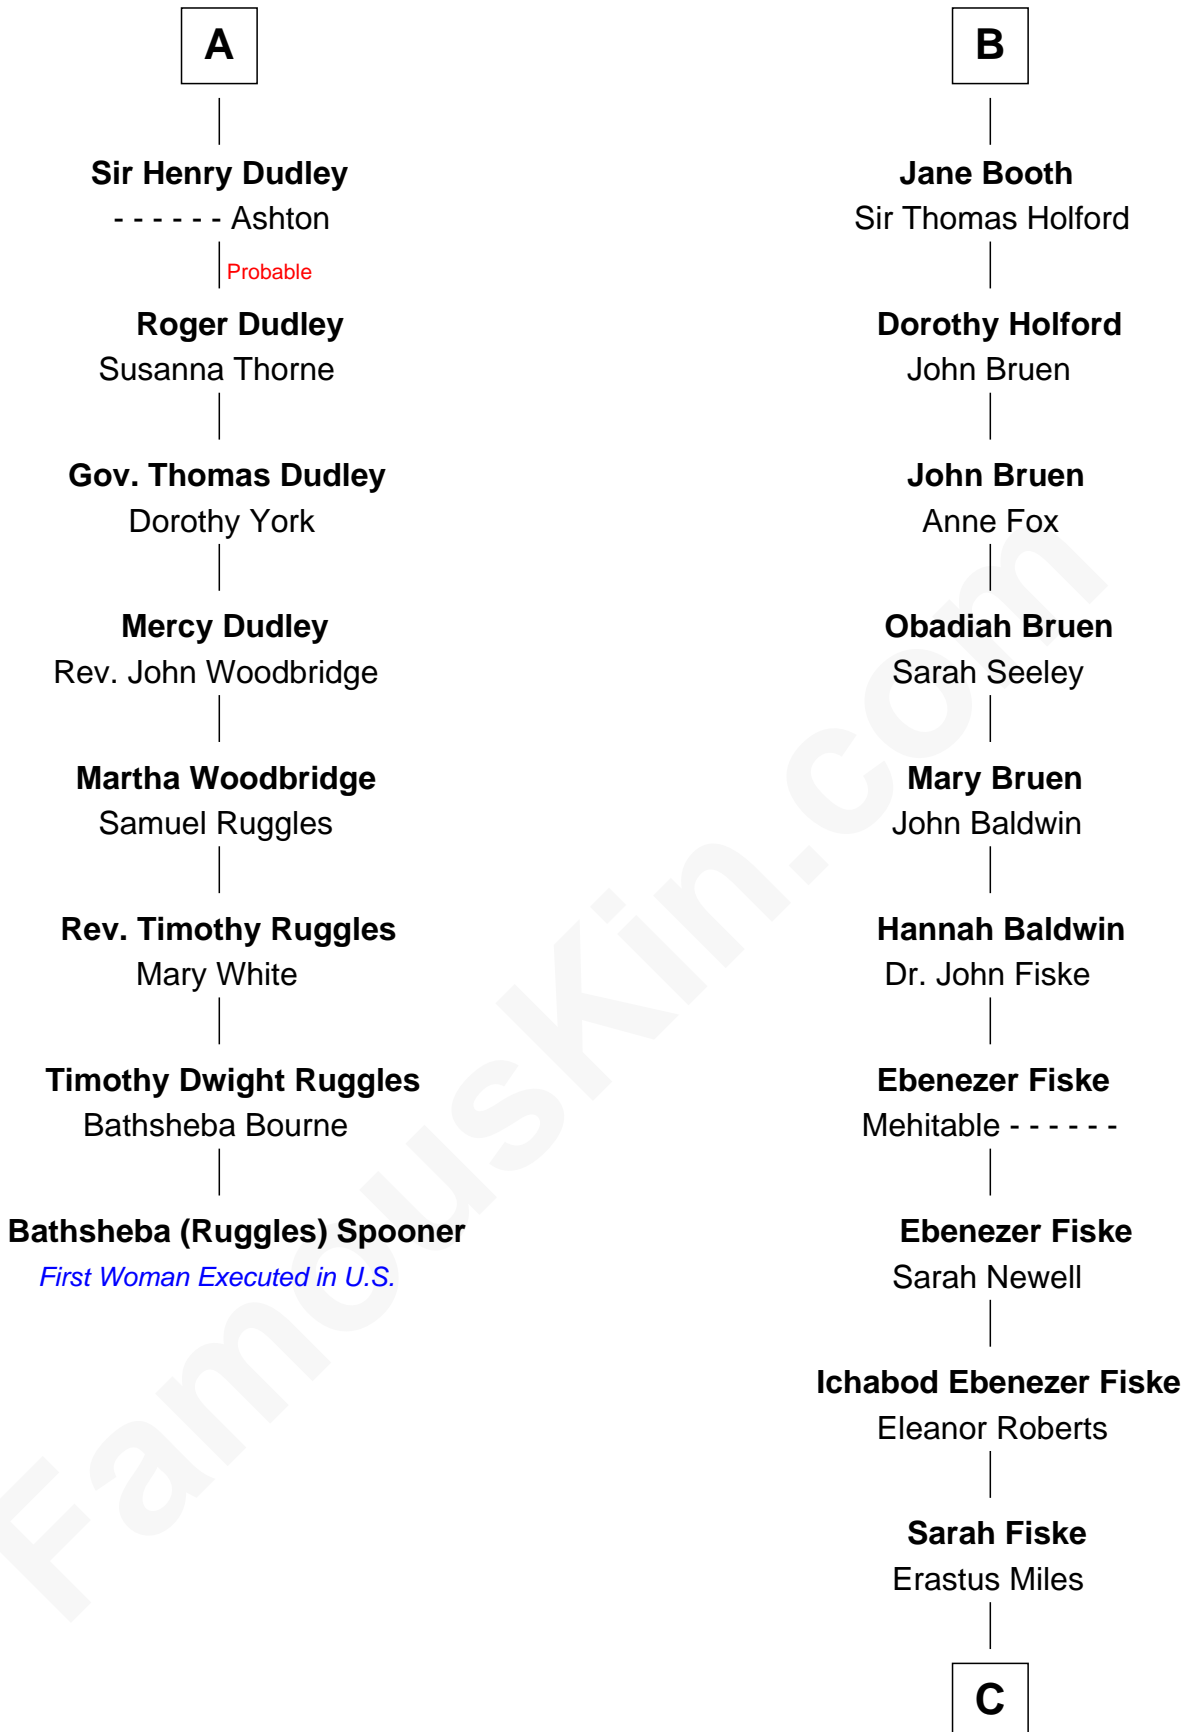 A
Sir Henry Dudley
- - - - - - Ashton
Probable
Roger Dudley
Susanna Thorne
Gov. Thomas Dudley
Dorothy York
Mercy Dudley
Rev. John Woodbridge
Martha Woodbridge
Samuel Ruggles
Rev. Timothy Ruggles
Mary White
Timothy Dwight Ruggles
Bathsheba Bourne
Bathsheba (Ruggles) Spooner
First Woman Executed in U.S.
B
Jane Booth
Sir Thomas Holford
Dorothy Holford
John Bruen
John Bruen
Anne Fox
Obadiah Bruen
Sarah Seeley
Mary Bruen
John Baldwin
Hannah Baldwin
Dr. John Fiske
Ebenezer Fiske
Mehitable - - - - - -
Ebenezer Fiske
Sarah Newell
Ichabod Ebenezer Fiske
Eleanor Roberts
Sarah Fiske
Erastus Miles
C
FamousKin.com